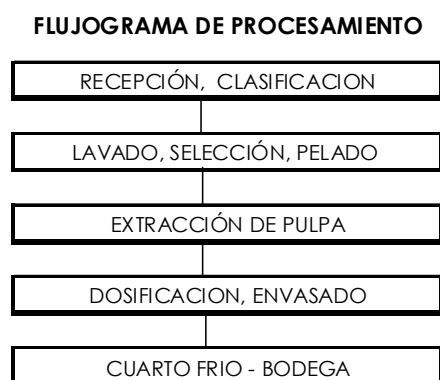 FLUJOGRAMA DE PROCESAMIENTO
RECEPCIÓN, CLASIFICACION
LAVADO, SELECCIÓN, PELADO
EXTRACCIÓN DE PULPA
DOSIFICACION, ENVASADO
CUARTO FRIO - BODEGA